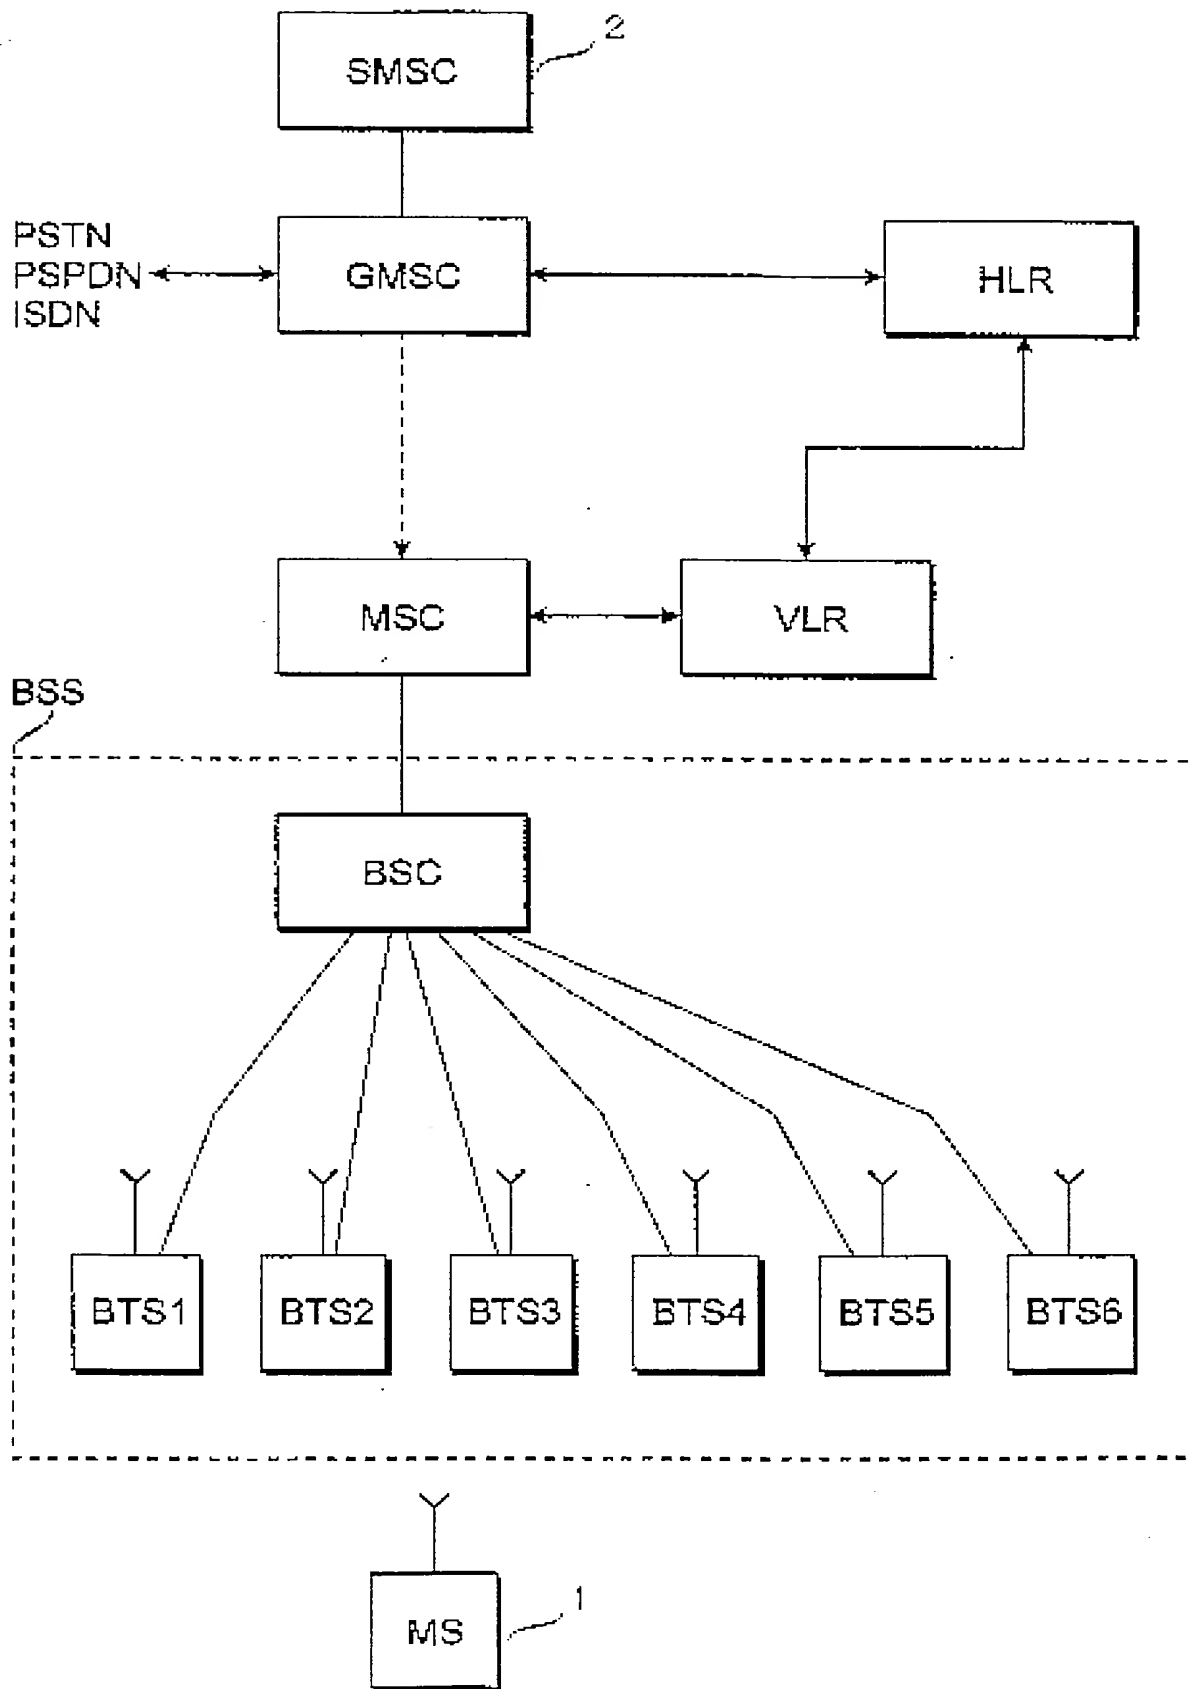 2
SMSC
PSTN
PSPDN
ISDN
GMSC
HLR
MSC
VLR
BSS
BSC
BTS1
BTS2
BTS3
BTS4
BTS5
BTS6
1
MS